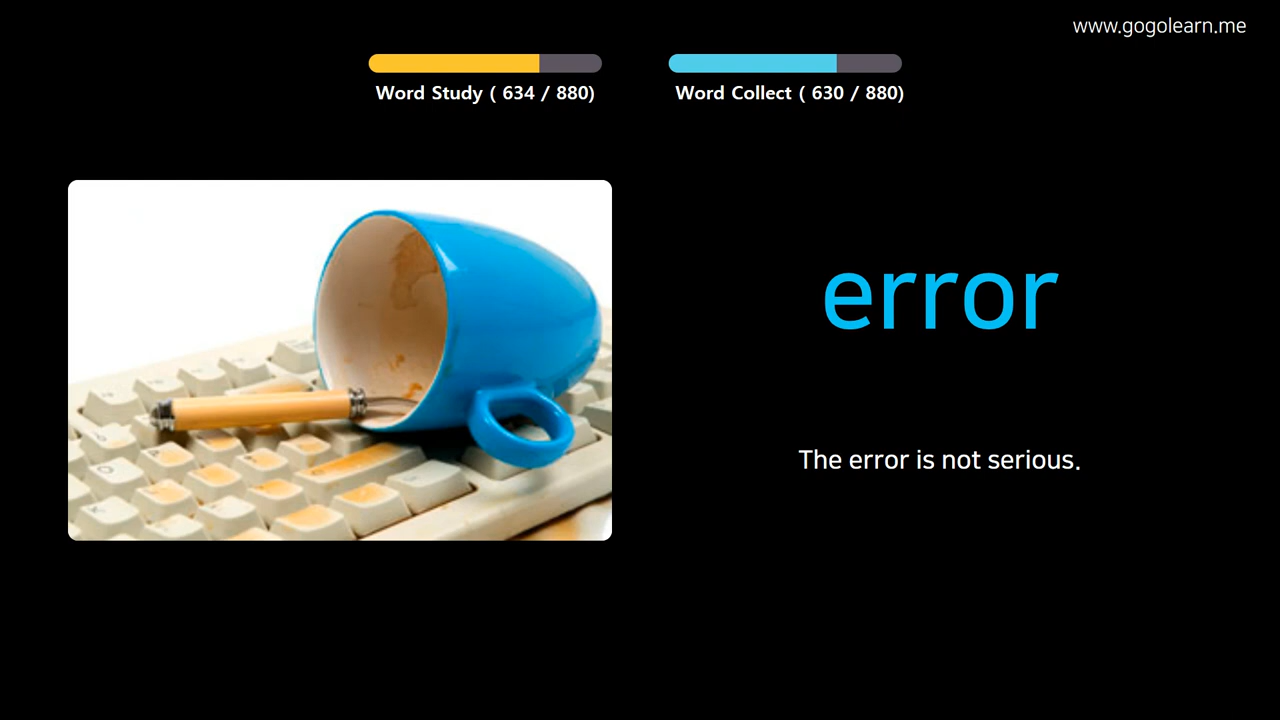 www.gogolearn.me
Word Study ( 634 / 880)
Word Collect ( 630 / 880)
error
The error is not serious.